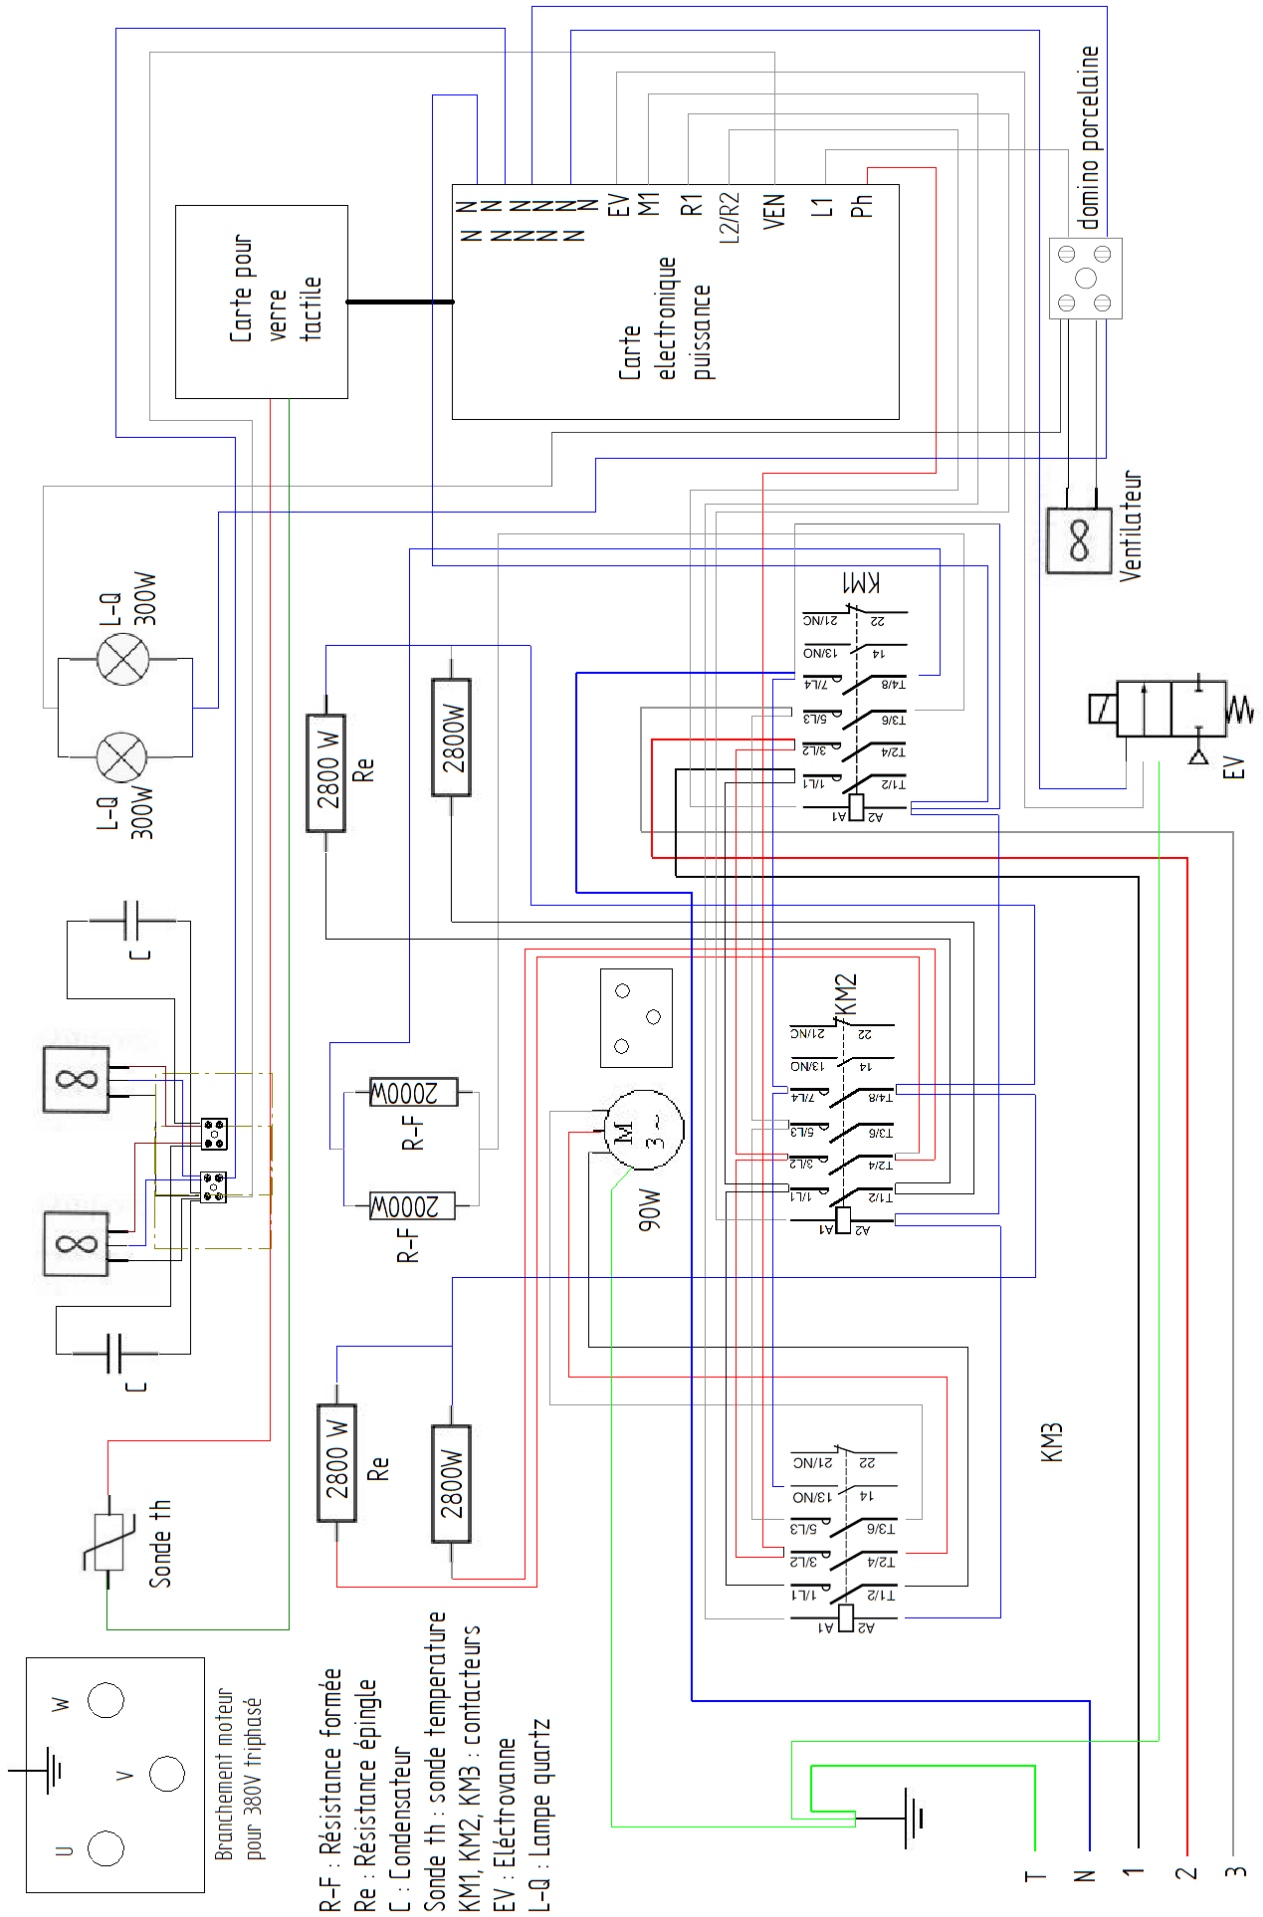 Carte pour
verre
tactile
N N
N N
N N
N N
N N
N
EV
M1
R1
L2/R2
VEN
L1
Ph
Carte
electronique
puissance
domino porcelaine
Ventilateur
L-Q
300W
L-Q
300W
2800 W
Re
2800W
KM1
21/NC
22
13/NO
14
7/L4
T4/8
5/L3
T3/6
3/L2
T2/4
1/L1
T1/2
A1
A2
EV
C
C
2000W
R-F
2000W
R-F
M
3~
90W
KM2
21/NC
22
13/NO
14
7/L4
T4/8
5/L3
T3/6
3/L2
T2/4
1/L1
T1/2
A1
A2
2800 W
Re
2800W
KM3
21/NC
22
13/NO
14
5/L3
T3/6
3/L2
T2/4
1/L1
T1/2
A1
A2
Sonde th
U
V
W
Branchement moteur
pour 380V triphasé
R-F : Résistance formée
Re : Résistance épingle
C : Condensateur
Sonde th : sonde temperature
KM1, KM2, KM3 : contacteurs
EV : Eléctrovanne
L-Q : Lampe quartz
T
N
1
2
3